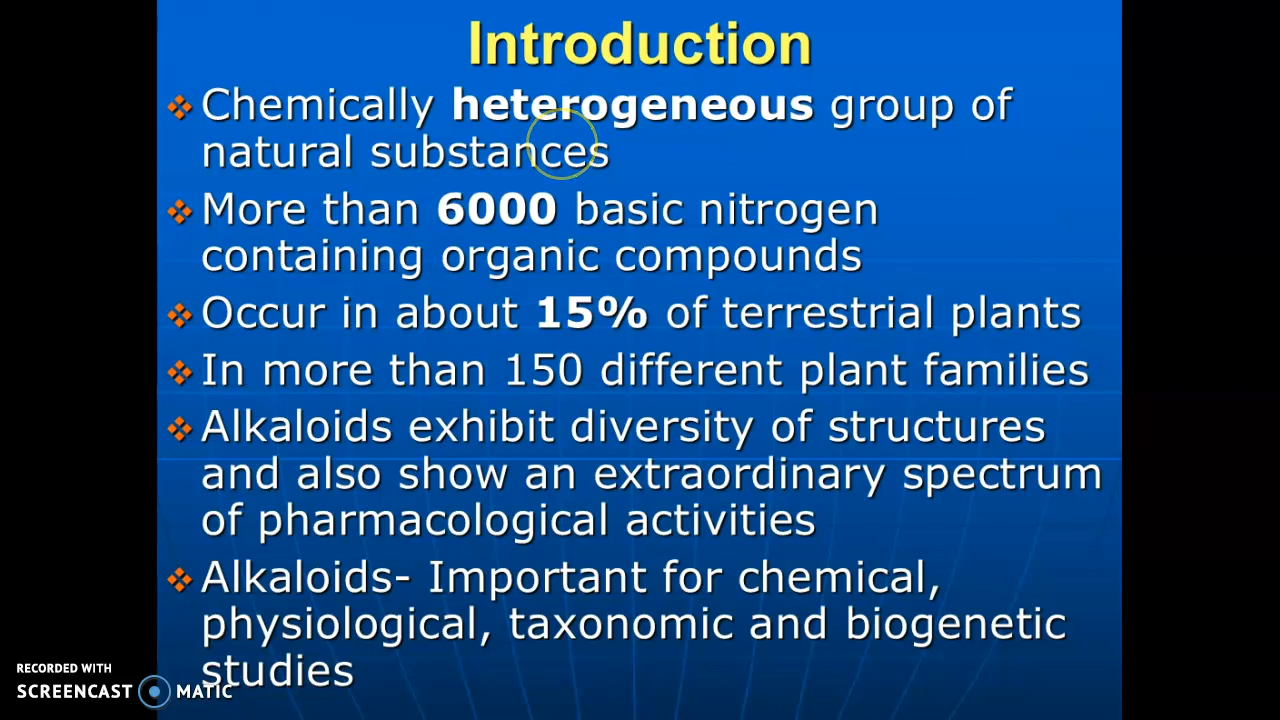 Introduction
❖ Chemically heterogeneous group of
natural substances
❖ More than 6000 basic nitrogen
containing organic compounds
❖ Occur in about 15% of terrestrial plants
❖ In more than 150 different plant families
❖ Alkaloids exhibit diversity of structures
and also show an extraordinary spectrum
of pharmacological activities
❖ Alkaloids- Important for chemical,
physiological, taxonomic and biogenetic
studies
RECORDED WITH
SCREENCAST MATIC